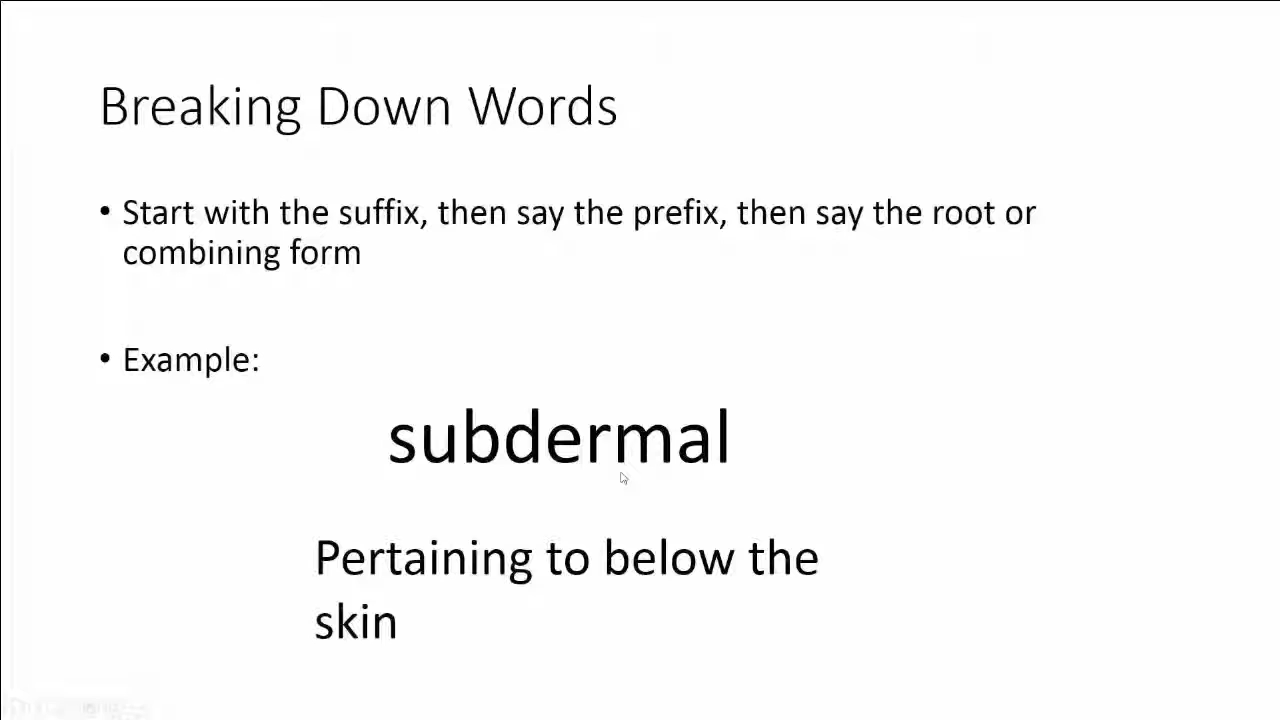 Breaking Down Words
• Start with the suffix, then say the prefix, then say the root or
combining form
• Example:
subdermal
Pertaining to below the
skin